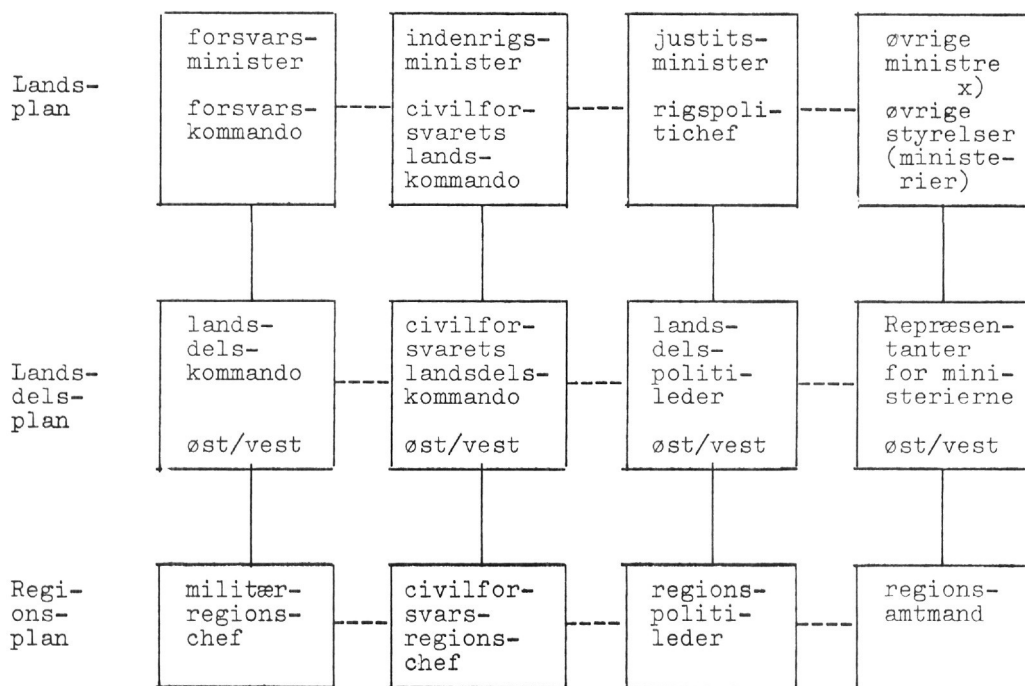 Lands-
plan
forsvars-
minister
forsvars-
kommando
indenrigs-
minister
civilfor-
svarets
lands-
kommando
justits-
minister
rigspoli-
tichef
øvrige
ministre
x)
øvrige
styrelser
(ministe-
rier)
Lands-
dels-
plan
lands-
dels-
kommando
øst/vest
civilfor-
svarets
landsdels-
kommando
øst/vest
lands-
dels-
politi-
leder
øst/vest
Repræsen-
tanter
for mini-
sterierne
øst/vest
Regi-
ons-
plan
militær-
regions-
chef
civilfor-
svars-
regions-
chef
regions-
politi-
leder
regions-
amtmand